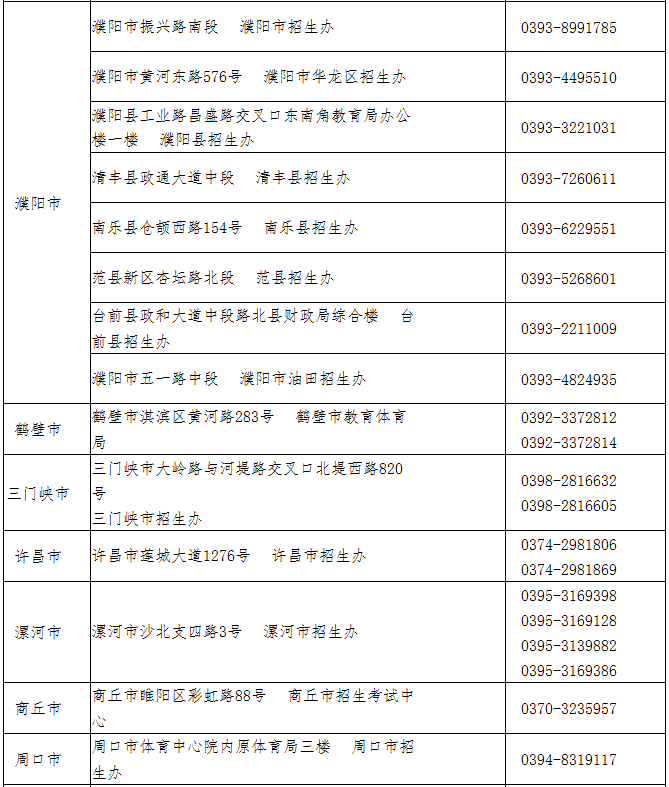 濮阳市
濮阳市振兴路南段 濮阳市招生办
0393-8991785
濮阳市黄河东路576号 濮阳市华龙区招生办
0393-4495510
濮阳县工业路昌盛路交叉口东南角教育局办公
楼一楼 濮阳县招生办
0393-3221031
清丰县政通大道中段 清丰县招生办
0393-7260611
南乐县仓颉西路154号 南乐县招生办
0393-6229551
范县新区杏坛路北段 范县招生办
0393-5268601
台前县政和大道中段路北县财政局综合楼 台
前县招生办
0393-2211009
濮阳市五一路中段 濮阳市油田招生办
0393-4824935
鹤壁市
鹤壁市淇滨区黄河路283号 鹤壁市教育体育
局
0392-3372812
0392-3372814
三门峡市
三门峡市大岭路与河堤路交叉口北堤西路820
号
三门峡市招生办
0398-2816632
0398-2816605
许昌市
许昌市莲城大道1276号 许昌市招生办
0374-2981806
0374-2981869
漯河市
漯河市沙北支四路3号 漯河市招生办
0395-3169398
0395-3169128
0395-3139882
0395-3169386
商丘市
商丘市睢阳区彩虹路88号 商丘市招生考试中
心
0370-3235957
周口市
周口市体育中心院内原体育局三楼 周口市招
生办
0394-8319117